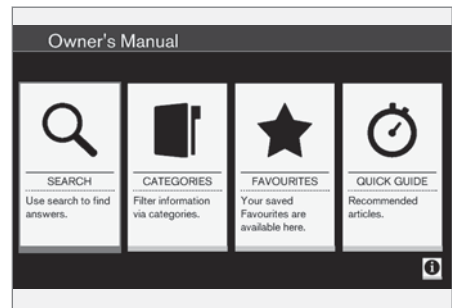 Owner's Manual
SEARCH
Use search to find
answers.
CATEGORIES
Filter information
via categories.
FAVOURITES
Your saved
Favourites are
available here.
QUICK GUIDE
Recommended
articles.
i